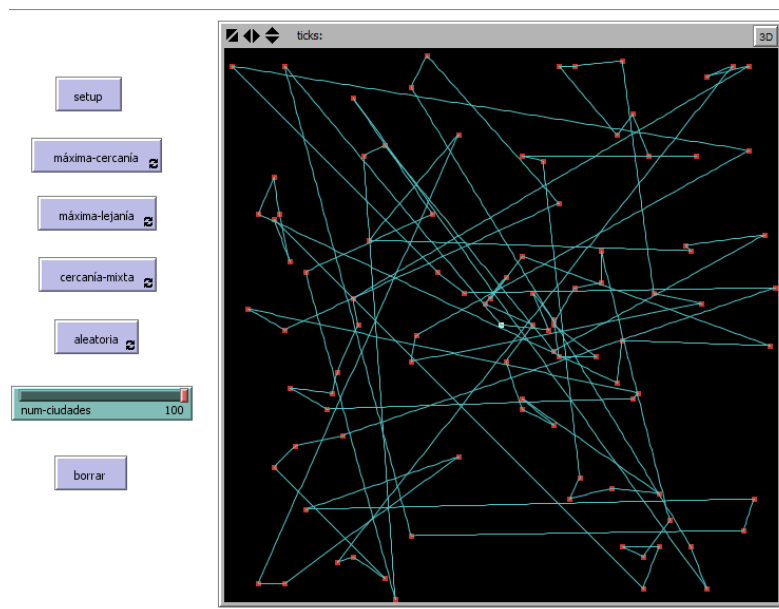 ticks:
3D
setup
máxima-cercanía
máxima-lejanía
cercanía-mixta
aleatoria
num-ciudades 100
borrar